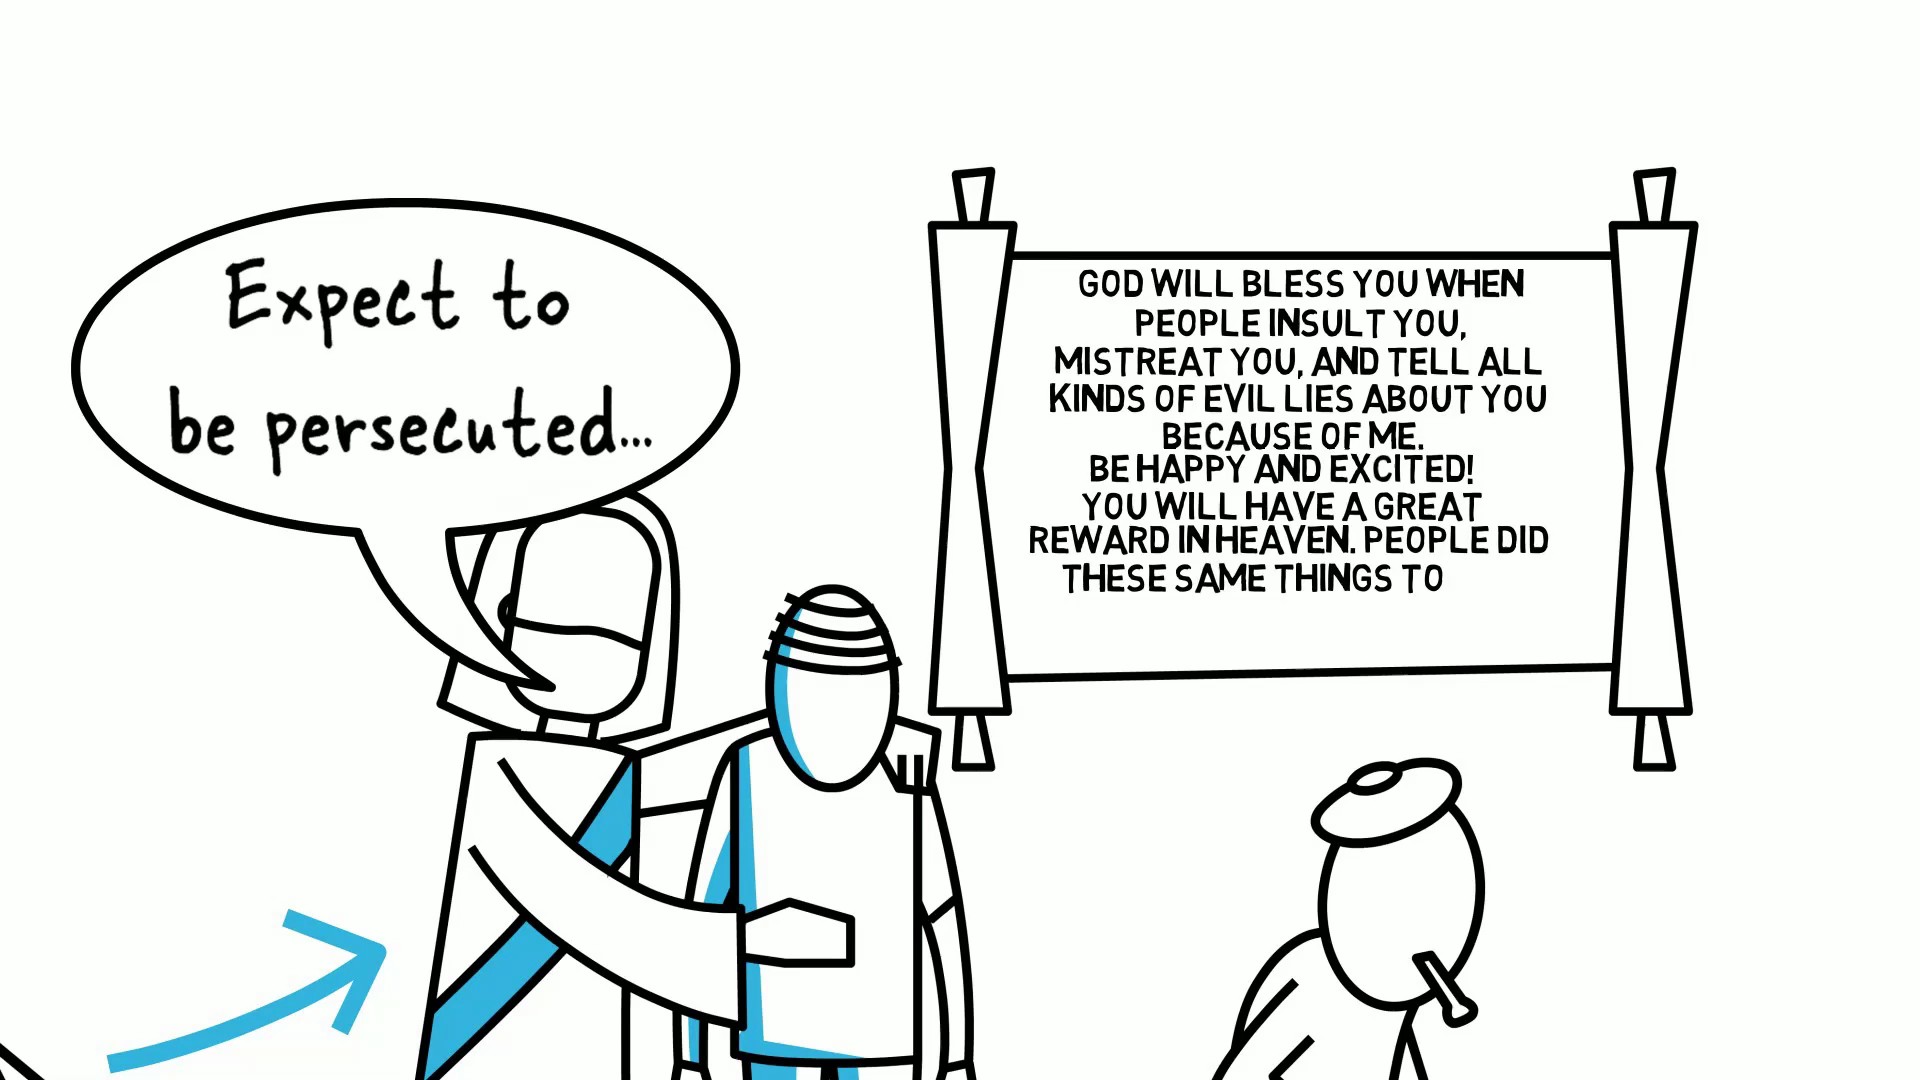 Expect to
be persecuted...
GOD WILL BLESS YOU WHEN
PEOPLE INSULT YOU,
MISTREAT YOU, AND TELL ALL
KINDS OF EVIL LIES ABOUT YOU
BECAUSE OF ME.
BE HAPPY AND EXCITED!
YOU WILL HAVE A GREAT
REWARD IN HEAVEN. PEOPLE DID
THESE SAME THINGS TO